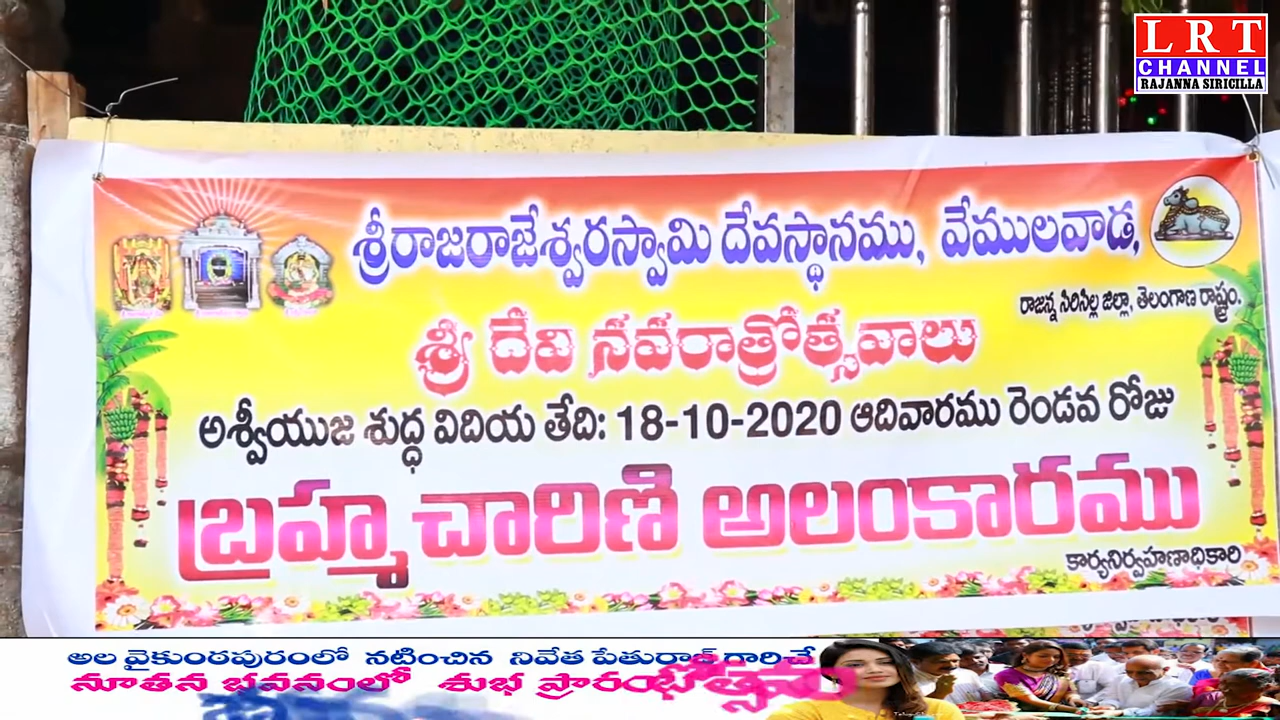 LRT
CHANNEL
RAJANNA SIRICILLA
శ్రీరాజరాజేశ్వరస్వామి దేవస్థానము, వేములవాడ,
రాజన్న సిరిసిల్ల జిల్లా, తెలంగాణ రాష్ట్రం.
శ్రీ దేవి నవరాత్రోత్సవాలు
అశ్వీయుజ శుద్ధ విదియ తేది: 18-10-2020 ఆదివారము రెండవ రోజు
బ్రహ్మచారిణి అలంకారము
కార్యనిర్వహణాధికారి
అల వైకుంఠపురంలో నటించిన నివేత పేతురాజ్ గారిచే
నూతన భవనంలో శుభ ప్రారంభోత్సవము